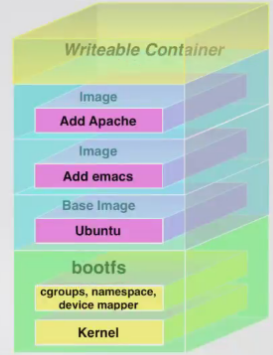 Writeable Container
Image
Add Apache
Image
Add emacs
Base Image
Ubuntu
bootfs
cgroups, namespace,
device mapper
Kernel